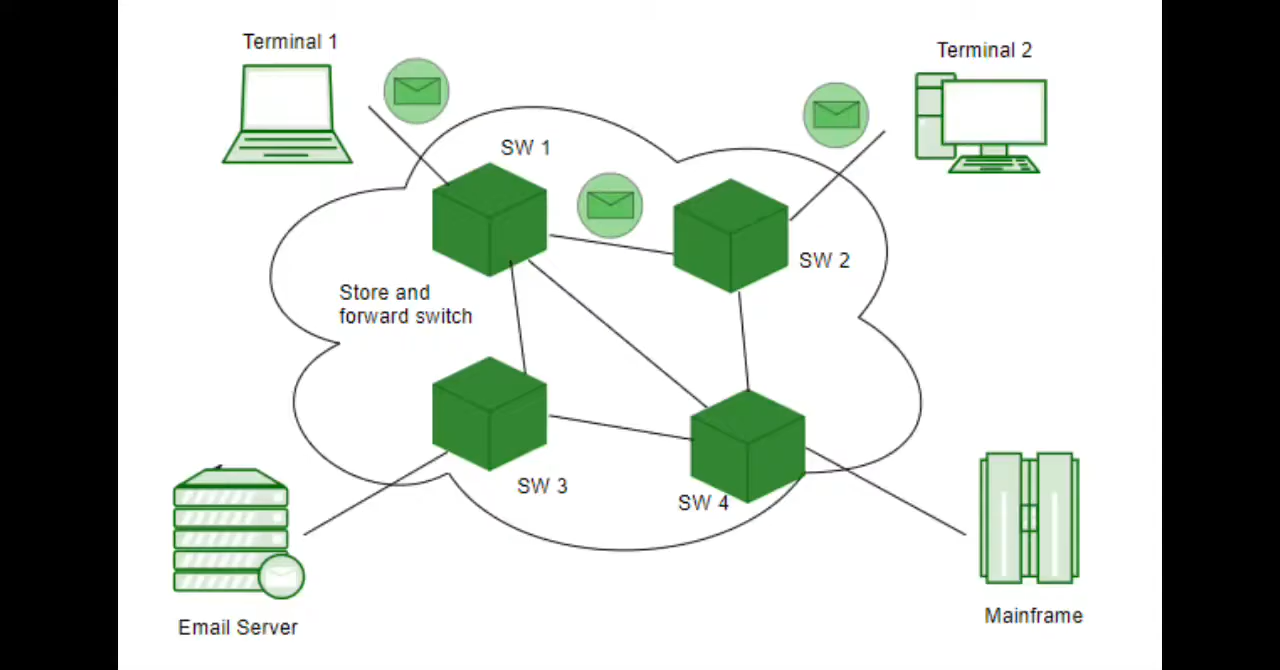 Terminal 1
Terminal 2
SW 1
SW 2
Store and
forward switch
SW 3
SW 4
Email Server
Mainframe